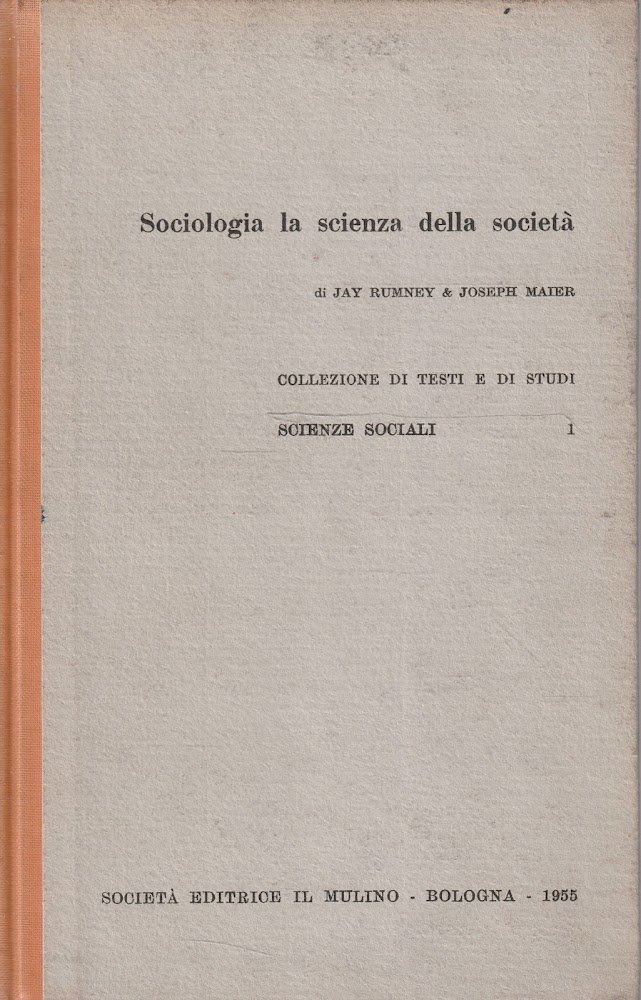 Sociologia la scienza della società
di JAY RUMNEY & JOSEPH MAIER
COLLEZIONE DI TESTI E DI STUDI
SCIENZE SOCIALI 1
SOCIETÀ EDITRICE IL MULINO - BOLOGNA - 1955